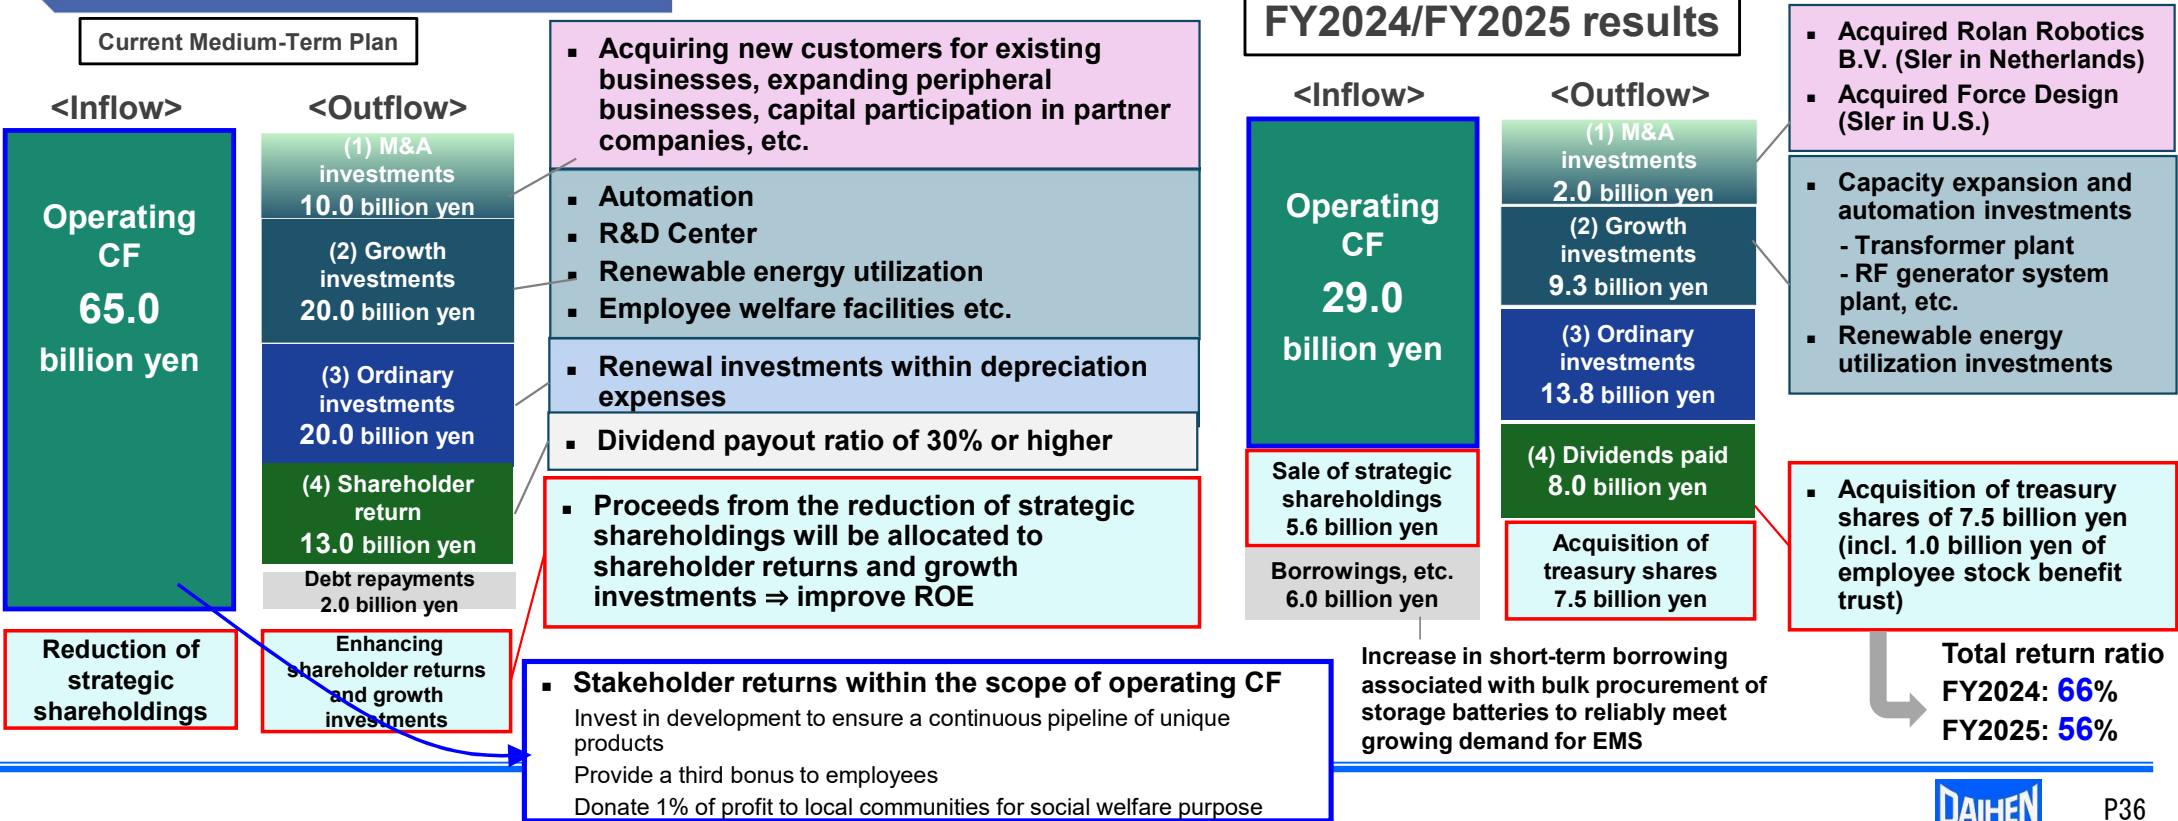 Current Medium-Term Plan
<Inflow>
<Outflow>
Operating
CF
65.0
billion yen
Reduction of
strategic
shareholdings
(1) M&A
investments
10.0 billion yen
(2) Growth
investments
20.0 billion yen
(3) Ordinary
investments
20.0 billion yen
(4) Shareholder
return
13.0 billion yen
Debt repayments
2.0 billion yen
Enhancing
shareholder returns
and growth
investments
▪ Acquiring new customers for existing
businesses, expanding peripheral
businesses, capital participation in partner
companies, etc.
▪ Automation
▪ R&D Center
▪ Renewable energy utilization
▪ Employee welfare facilities etc.
▪ Renewal investments within depreciation
expenses
▪ Dividend payout ratio of 30% or higher
▪ Proceeds from the reduction of strategic
shareholdings will be allocated to
shareholder returns and growth
investments ⇒ improve ROE
▪ Stakeholder returns within the scope of operating CF
Invest in development to ensure a continuous pipeline of unique
products
Provide a third bonus to employees
Donate 1% of profit to local communities for social welfare purpose
FY2024/FY2025 results
<Inflow>
<Outflow>
Operating
CF
29.0
billion yen
Sale of strategic
shareholdings
5.6 billion yen
Borrowings, etc.
6.0 billion yen
Increase in short-term borrowing
associated with bulk procurement of
storage batteries to reliably meet
growing demand for EMS
(1) M&A
investments
2.0 billion yen
(2) Growth
investments
9.3 billion yen
(3) Ordinary
investments
13.8 billion yen
(4) Dividends paid
8.0 billion yen
Acquisition of
treasury shares
7.5 billion yen
▪ Acquired Rolan Robotics
B.V. (Sler in Netherlands)
▪ Acquired Force Design
(Sler in U.S.)
▪ Capacity expansion and
automation investments
- Transformer plant
- RF generator system
plant, etc.
▪ Renewable energy
utilization investments
▪ Acquisition of treasury
shares of 7.5 billion yen
(incl. 1.0 billion yen of
employee stock benefit
trust)
Total return ratio
FY2024: 66%
FY2025: 56%
DAIHEN
P36